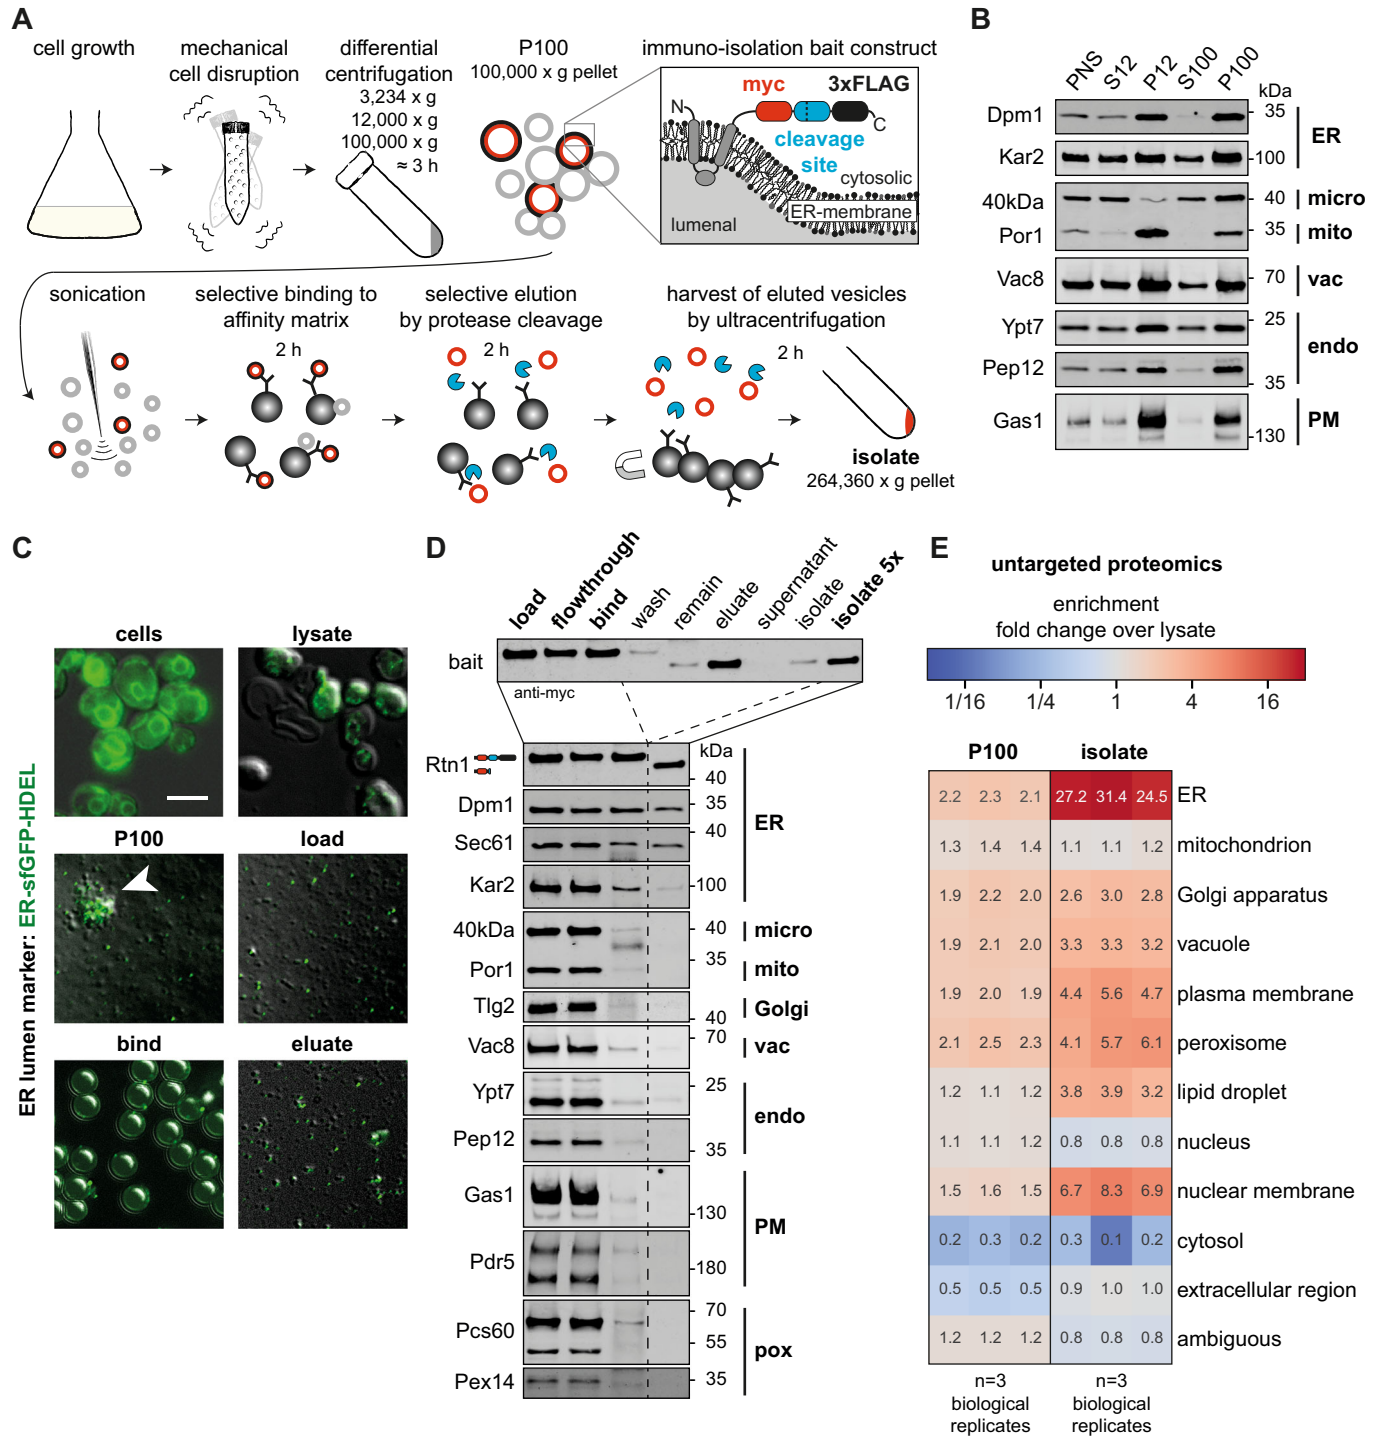 A
cell growth
mechanical
cell disruption
differential
centrifugation
3,234 x g
12,000 x g
100,000 x g
≈ 3 h
P100
100,000 x g pellet
immuno-isolation bait construct
myc
3xFLAG
N
C
cleavage
site
cytosolic
ER-membrane
lumenal
sonication
selective binding to
affinity matrix
2 h
selective elution
by protease cleavage
2 h
harvest of eluted vesicles
by ultracentrifugation
2 h
isolate
264,360 x g pellet
B
PNS
S12
P12
S100
P100
kDa
Dpm1
35
ER
Kar2
100
40kDa
40
micro
Por1
35
mito
Vac8
70
vac
Ypt7
25
endo
Pep12
35
Gas1
130
PM
C
ER lumen marker: ER-sfGFP-HDEL
cells
lysate
P100
load
bind
eluate
D
load
flowthrough
bind
wash
remain
eluate
supernatant
isolate
isolate 5x
bait
anti-myc
kDa
Rtn1
40
Dpm1
35
ER
Sec61
40
Kar2
100
40kDa
40
micro
Por1
35
mito
Tlg2
40
Golgi
Vac8
70
vac
Ypt7
25
endo
Pep12
35
Gas1
130
PM
Pdr5
180
Pcs60
70
55
pox
Pex14
35
E
untargeted proteomics
enrichment
fold change over lysate
1/16 1/4 1 4 16
P100 isolate
2.2 2.3 2.1 27.2 31.4 24.5 ER
1.3 1.4 1.4 1.1 1.1 1.2 mitochondrion
1.9 2.2 2.0 2.6 3.0 2.8 Golgi apparatus
1.9 2.1 2.0 3.3 3.3 3.2 vacuole
1.9 2.0 1.9 4.4 5.6 4.7 plasma membrane
2.1 2.5 2.3 4.1 5.7 6.1 peroxisome
1.2 1.1 1.2 3.8 3.9 3.2 lipid droplet
1.1 1.1 1.2 0.8 0.8 0.8 nucleus
1.5 1.6 1.5 6.7 8.3 6.9 nuclear membrane
0.2 0.3 0.2 0.3 0.1 0.2 cytosol
0.5 0.5 0.5 0.9 1.0 1.0 extracellular region
1.2 1.2 1.2 0.8 0.8 0.8 ambiguous
n=3
biological
replicates
n=3
biological
replicates